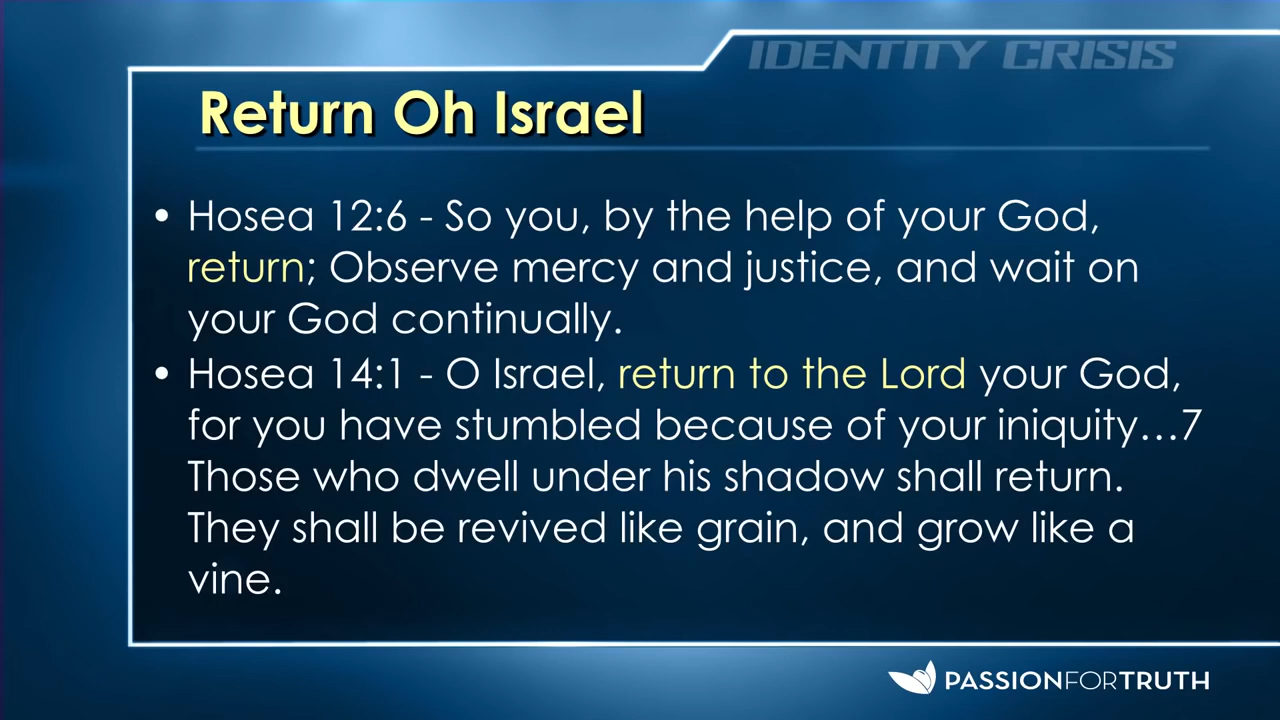 IDENTITY CRISIS
Return Oh Israel
• Hosea 12:6 - So you, by the help of your God,
return; Observe mercy and justice, and wait on
your God continually.
• Hosea 14:1 - O Israel, return to the Lord your God,
for you have stumbled because of your iniquity…7
Those who dwell under his shadow shall return.
They shall be revived like grain, and grow like a
vine.
PASSIONFORTRUTH